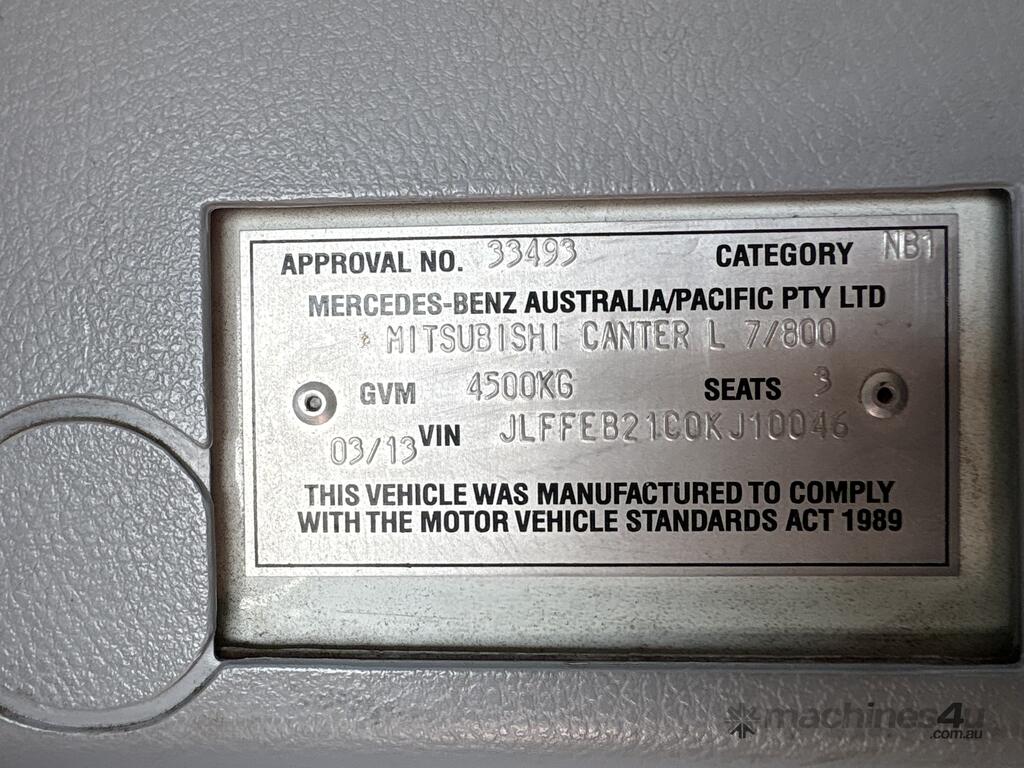 APPROVAL NO. 33493 CATEGORY NB1
MERCEDES-BENZ AUSTRALIA/PACIFIC PTY LTD
MITSUBISHI CANTER L 7/800
GVM 4500KG SEATS 3
03/13 VIN JLFFEB21C0KJ10046
THIS VEHICLE WAS MANUFACTURED TO COMPLY
WITH THE MOTOR VEHICLE STANDARDS ACT 1989
machines4u
.com.au